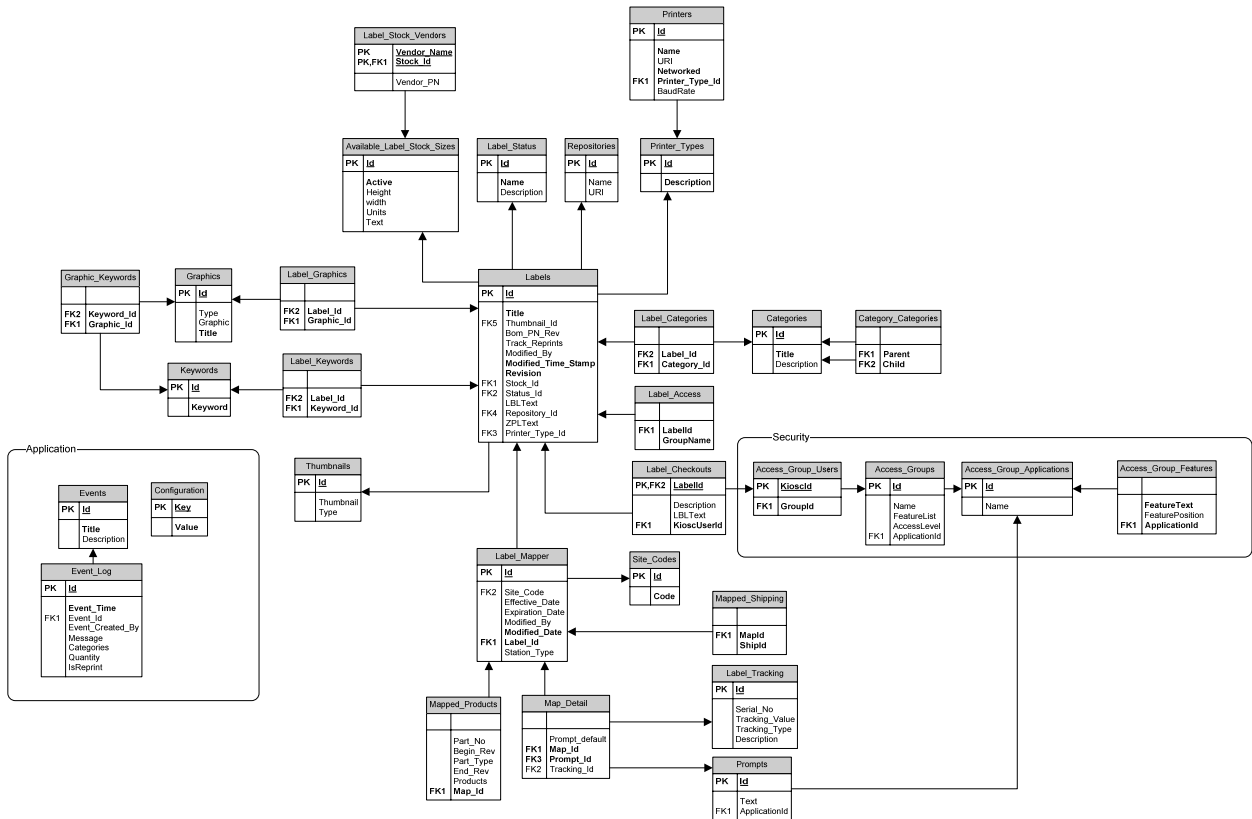 Printers
PK Id
Name
URI
Networked
FK1 Printer_Type_Id
BaudRate
Label_Stock_Vendors
PK Vendor_Name
PK,FK1 Stock_Id
Vendor_PN
Available_Label_Stock_Sizes
PK Id
Active
Height
width
Units
Text
Label_Status
PK Id
Name
Description
Repositories
PK Id
Name
URI
Printer_Types
PK Id
Description
Graphic_Keywords
FK2 Keyword_Id
FK1 Graphic_Id
Graphics
PK Id
Type
Graphic
Title
Label_Graphics
FK2 Label_Id
FK1 Graphic_Id
Labels
PK Id
Title
FK5 Thumbnail_Id
Bom_PN_Rev
Track_Reprints
Modified_By
Modified_Time_Stamp
Revision
FK1 Stock_Id
FK2 Status_Id
LBLText
FK4 Repository_Id
ZPLText
FK3 Printer_Type_Id
Label_Categories
FK2 Label_Id
FK1 Category_Id
Categories
PK Id
Title
Description
Category_Categories
FK1 Parent
FK2 Child
Keywords
PK Id
Keyword
Label_Keywords
FK2 Label_Id
FK1 Keyword_Id
Label_Access
FK1 LabelId
GroupName
Application
Events
PK Id
Title
Description
Configuration
PK Key
Value
Event_Log
PK Id
Event_Time
FK1 Event_Id
Event_Created_By
Message
Categories
Quantity
IsReprint
Thumbnails
PK Id
Thumbnail
Type
Label_Checkouts
PK,FK2 LabelId
Description
LBLText
FK1 KioscUserId
Security
Access_Group_Users
PK KioscId
FK1 GroupId
Access_Groups
PK Id
Name
FeatureList
AccessLevel
FK1 ApplicationId
Access_Group_Applications
PK Id
Name
Access_Group_Features
FeatureText
FeaturePosition
FK1 ApplicationId
Label_Mapper
PK Id
FK2 Site_Code
Effective_Date
Expiration_Date
Modified_By
Modified_Date
FK1 Label_Id
Station_Type
Site_Codes
PK Id
Code
Mapped_Shipping
FK1 MapId
ShipId
Mapped_Products
Part_No
Begin_Rev
Part_Type
End_Rev
Products
FK1 Map_Id
Map_Detail
Prompt_default
FK1 Map_Id
FK3 Prompt_Id
FK2 Tracking_Id
Label_Tracking
PK Id
Serial_No
Tracking_Value
Tracking_Type
Description
Prompts
PK Id
Text
FK1 ApplicationId